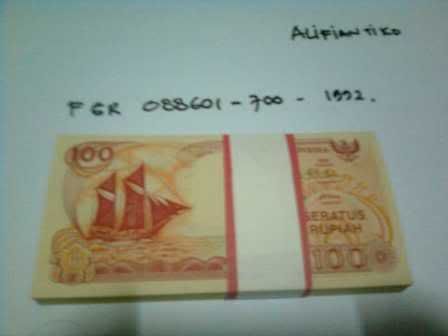 ALIFIANTIKO
FGR 088601-700 - 1992.
100
SERATUS
RUPIAH
100